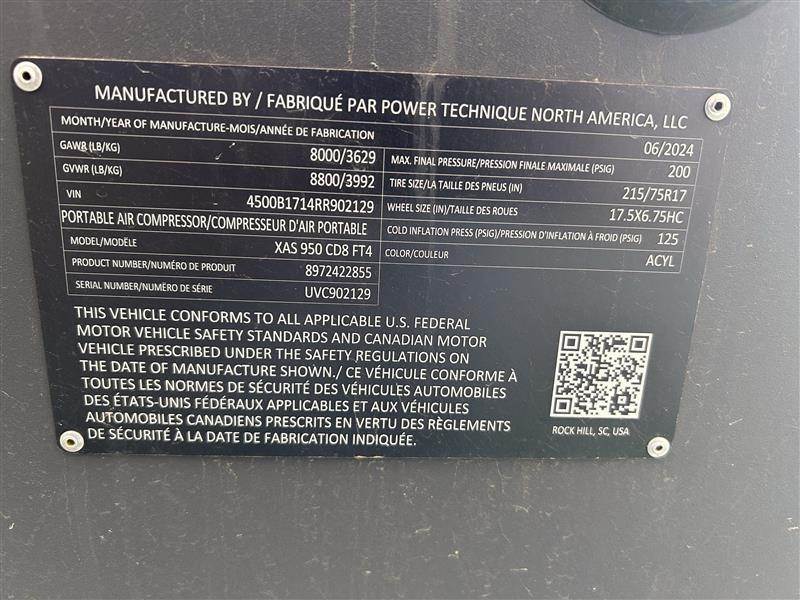 MANUFACTURED BY / FABRIQUÉ PAR POWER TECHNIQUE NORTH AMERICA, LLC
MONTH/YEAR OF MANUFACTURE-MOIS/ANNÉE DE FABRICATION 06/2024
GAWR (LB/KG) 8000/3629
GVWR (LB/KG) 8800/3992
VIN 4500B1714RR902129
PORTABLE AIR COMPRESSOR/COMPRESSEUR D'AIR PORTABLE
MODEL/MODÈLE XAS 950 CD8 FT4
PRODUCT NUMBER/NUMÉRO DE PRODUIT 8972422855
SERIAL NUMBER/NUMÉRO DE SÉRIE UVC902129
MAX. FINAL PRESSURE/PRESSION FINALE MAXIMALE (PSIG) 200
TIRE SIZE/LA TAILLE DES PNEUS (IN) 215/75R17
WHEEL SIZE (IN)/TAILLE DES ROUES 17.5X6.75HC
COLD INFLATION PRESS (PSIG)/PRESSION D'INFLATION À FROID (PSIG) 125
COLOR/COULEUR ACYL
THIS VEHICLE CONFORMS TO ALL APPLICABLE U.S. FEDERAL
MOTOR VEHICLE SAFETY STANDARDS AND CANADIAN MOTOR
VEHICLE PRESCRIBED UNDER THE SAFETY REGULATIONS ON
THE DATE OF MANUFACTURE SHOWN./ CE VÉHICULE CONFORME À
TOUTES LES NORMES DE SÉCURITÉ DES VÉHICULES AUTOMOBILES
DES ÉTATS-UNIS FÉDÉRAUX APPLICABLES ET AUX VÉHICULES
AUTOMOBILES CANADIENS PRESCRITS EN VERTU DES RÈGLEMENTS
DE SÉCURITÉ À LA DATE DE FABRICATION INDIQUÉE.
ROCK HILL, SC, USA